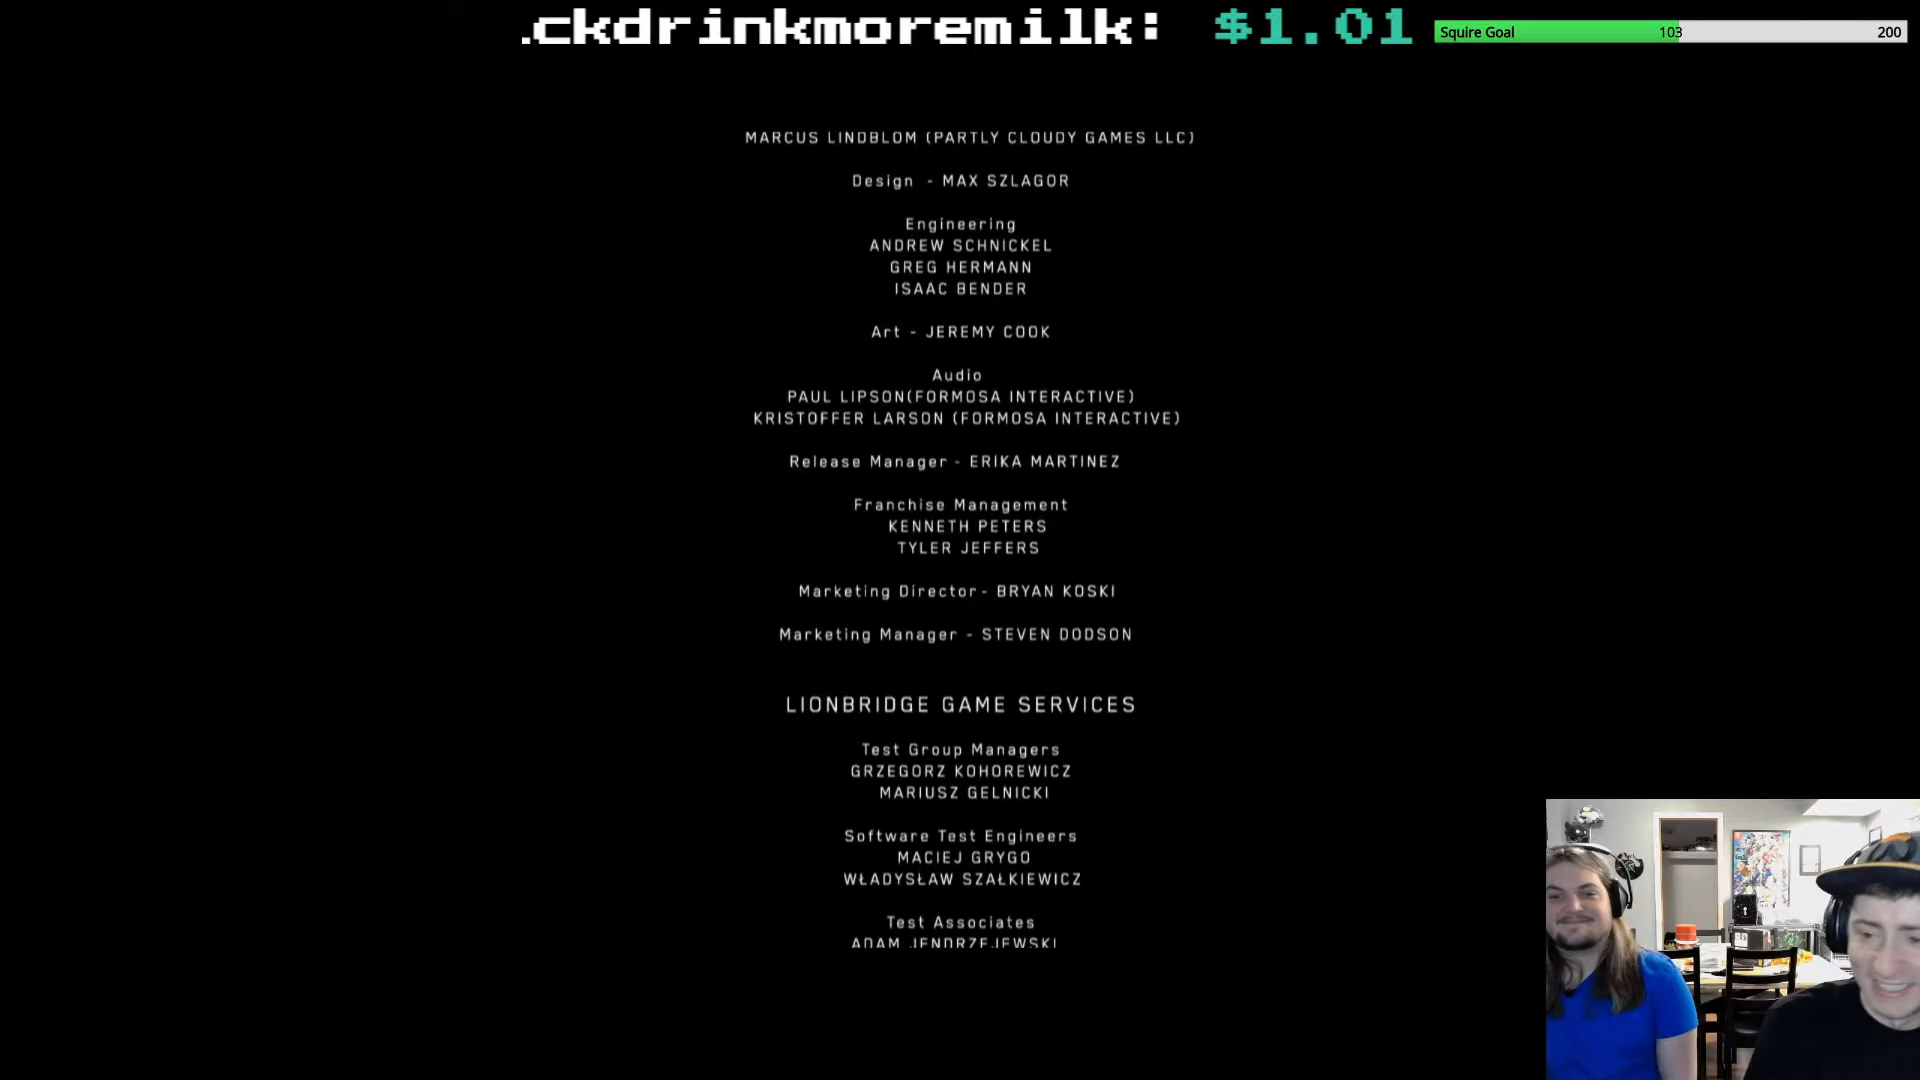 .ckdrinkmoremilk: $1.01
Squire Goal 103 200
MARCUS LINDBLOM (PARTLY CLOUDY GAMES LLC)
Design - MAX SZLAGOR
Engineering
ANDREW SCHNICKEL
GREG HERMANN
ISAAC BENDER
Art - JEREMY COOK
Audio
PAUL LIPSON(FORMOSA INTERACTIVE)
KRISTOFFER LARSON (FORMOSA INTERACTIVE)
Release Manager - ERIKA MARTINEZ
Franchise Management
KENNETH PETERS
TYLER JEFFERS
Marketing Director- BRYAN KOSKI
Marketing Manager - STEVEN DODSON
LIONBRIDGE GAME SERVICES
Test Group Managers
GRZEGORZ KOHOREWICZ
MARIUSZ GELNICKI
Software Test Engineers
MACIEJ GRYGO
WŁADYSŁAW SZAŁKIEWICZ
Test Associates
ADAM JENDRZEJEWSKI